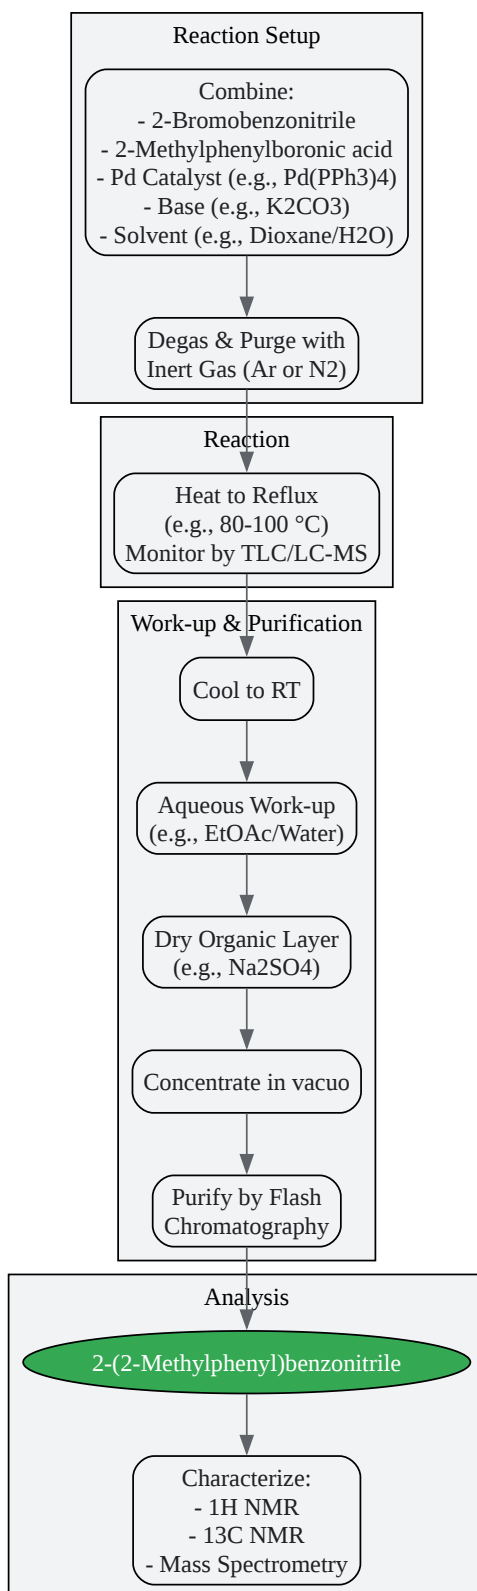 Reaction Setup
Combine:
- 2-Bromobenzonitrile
- 2-Methylphenylboronic acid
- Pd Catalyst (e.g., Pd(PPh3)4)
- Base (e.g., K2CO3)
- Solvent (e.g., Dioxane/H2O)
Degas & Purge with
Inert Gas (Ar or N2)
Reaction
Heat to Reflux
(e.g., 80-100 °C)
Monitor by TLC/LC-MS
Work-up & Purification
Cool to RT
Aqueous Work-up
(e.g., EtOAc/Water)
Dry Organic Layer
(e.g., Na2SO4)
Concentrate in vacuo
Purify by Flash
Chromatography
Analysis
2-(2-Methylphenyl)benzonitrile
Characterize:
- 1H NMR
- 13C NMR
- Mass Spectrometry